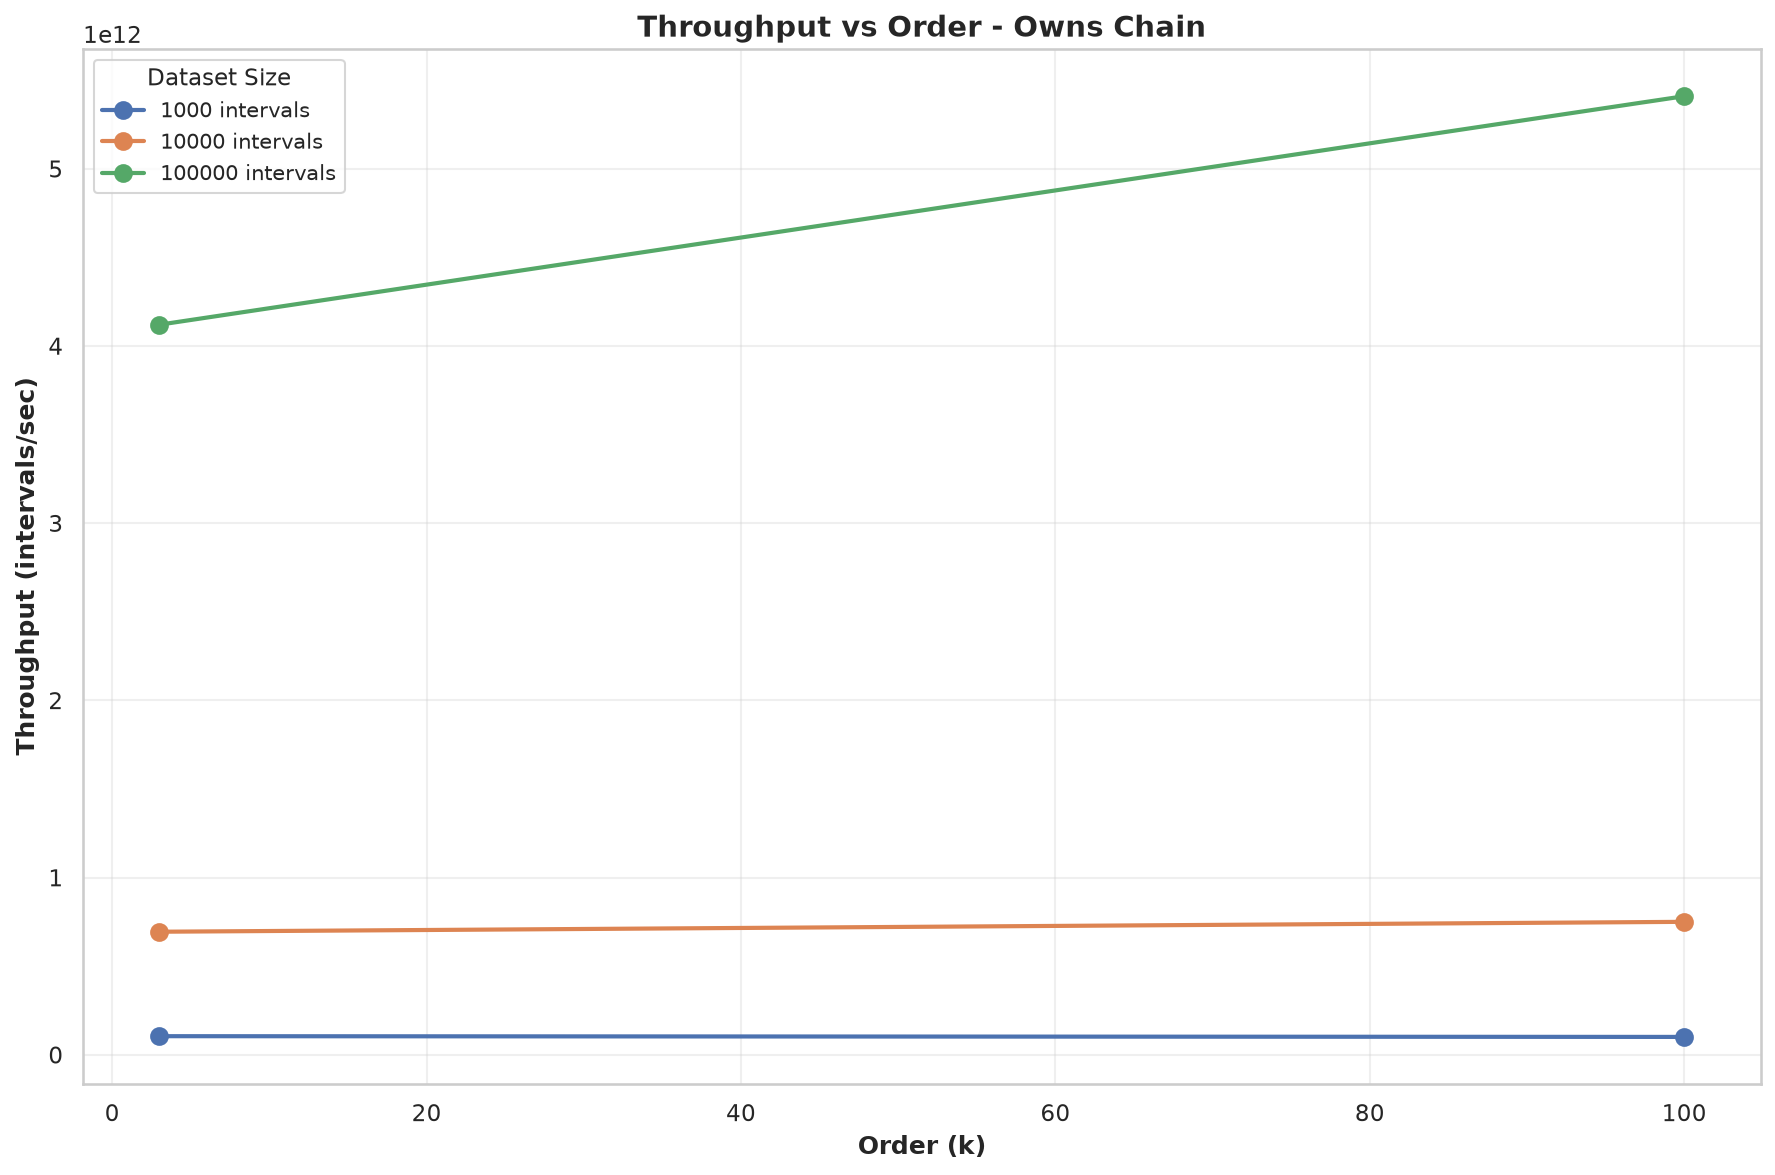 Throughput vs Order - Owns Chain
1e12
Dataset Size
1000 intervals
10000 intervals
100000 intervals
5
4
3
2
1
0
Throughput (intervals/sec)
0 20 40 60 80 100
Order (k)